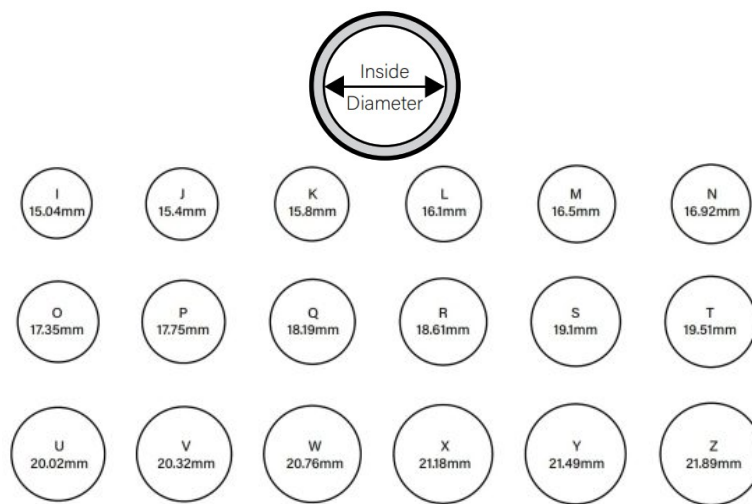 Inside
Diameter
I
15.04mm
J
15.4mm
K
15.8mm
L
16.1mm
M
16.5mm
N
16.92mm
O
17.35mm
P
17.75mm
Q
18.19mm
R
18.61mm
S
19.1mm
T
19.51mm
U
20.02mm
V
20.32mm
W
20.76mm
X
21.18mm
Y
21.49mm
Z
21.89mm